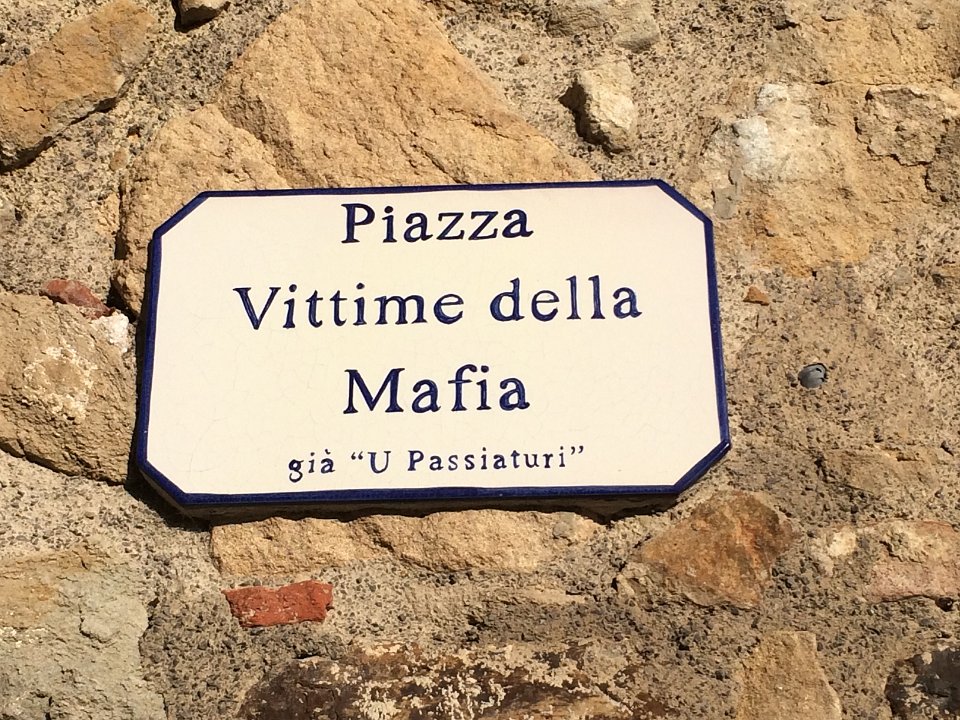 Piazza
Vittime della
Mafia
già “U Passiaturi”